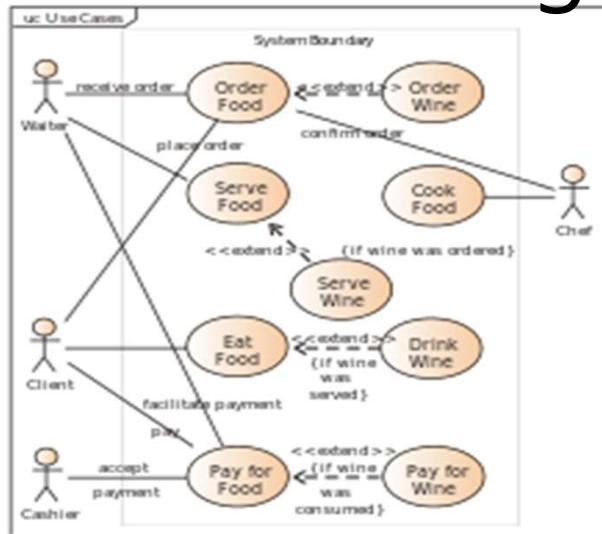 uc UseCases
System Boundary
receive order
Order
Food
<<extend>>
Order
Wine
Waiter
confirm order
place order
Serve
Food
Cook
Food
Chef
<<extend>>
{if wine was ordered}
Serve
Wine
Client
Eat
Food
<<extend>>
{if wine
was
served}
Drink
Wine
facilitate payment
pay
Cashier
accept
payment
Pay for
Food
<<extend>>
{if wine
was
consumed}
Pay for
Wine